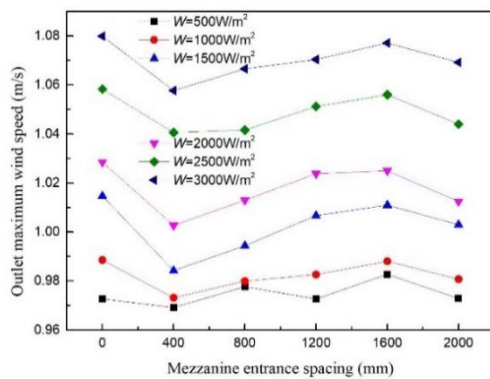 1.08
W=500W/m²
W=1000W/m²
W=1500W/m²
1.06
1.04
W=2000W/m²
W=2500W/m²
W=3000W/m²
1.02
1.00
0.98
0.96
Outlet maximum wind speed (m/s)
0 400 800 1200 1600 2000
Mezzanine entrance spacing (mm)